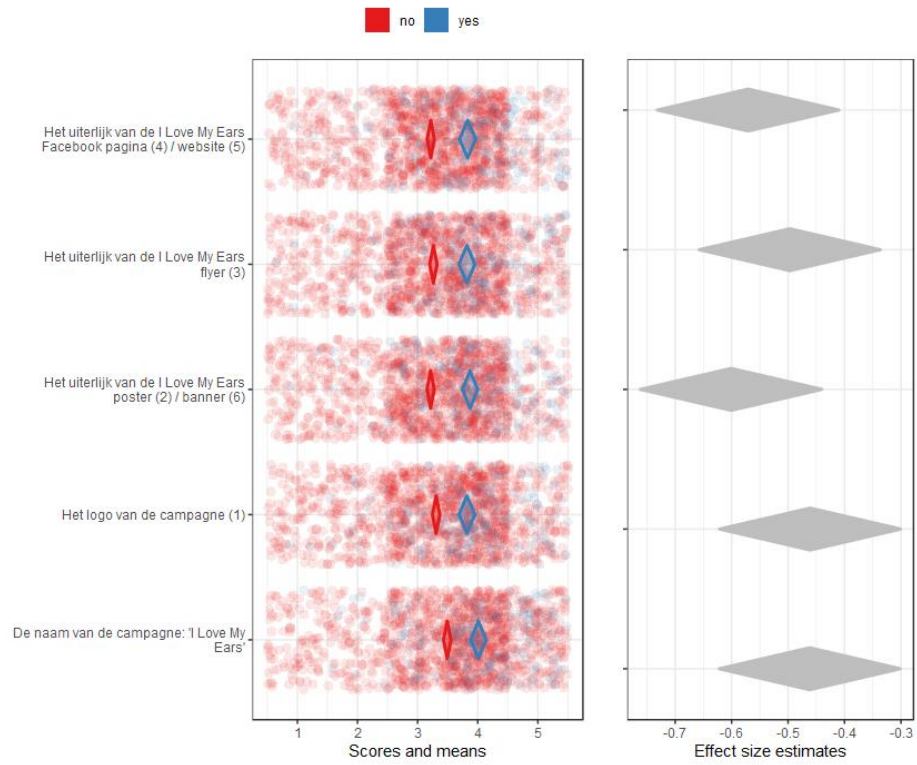 no yes
Het uiterlijk van de I Love My Ears
Facebook pagina (4) / website (5)
Het uiterlijk van de I Love My Ears
flyer (3)
Het uiterlijk van de I Love My Ears
poster (2) / banner (6)
Het logo van de campagne (1)
De naam van de campagne: 'I Love My
Ears'
1 2 3 4 5
Scores and means
-0.7 -0.6 -0.5 -0.4 -0.3
Effect size estimates